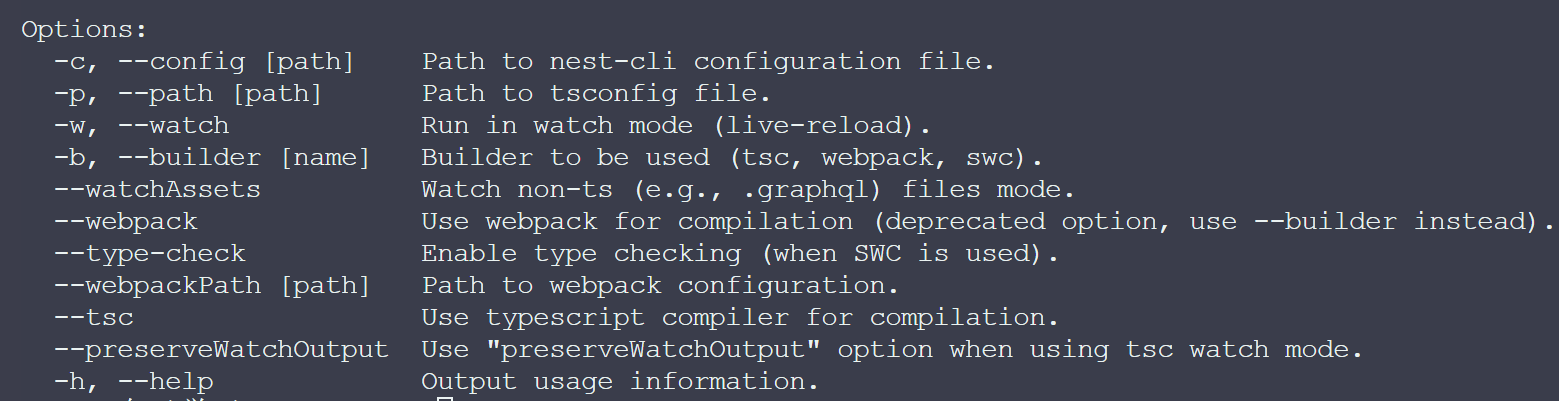 Options:
-c, --config [path] Path to nest-cli configuration file.
-p, --path [path] Path to tsconfig file.
-w, --watch Run in watch mode (live-reload).
-b, --builder [name] Builder to be used (tsc, webpack, swc).
--watchAssets Watch non-ts (e.g., .graphql) files mode.
--webpack Use webpack for compilation (deprecated option, use --builder instead).
--type-check Enable type checking (when SWC is used).
--webpackPath [path] Path to webpack configuration.
--tsc Use typescript compiler for compilation.
--preserveWatchOutput Use "preserveWatchOutput" option when using tsc watch mode.
-h, --help Output usage information.